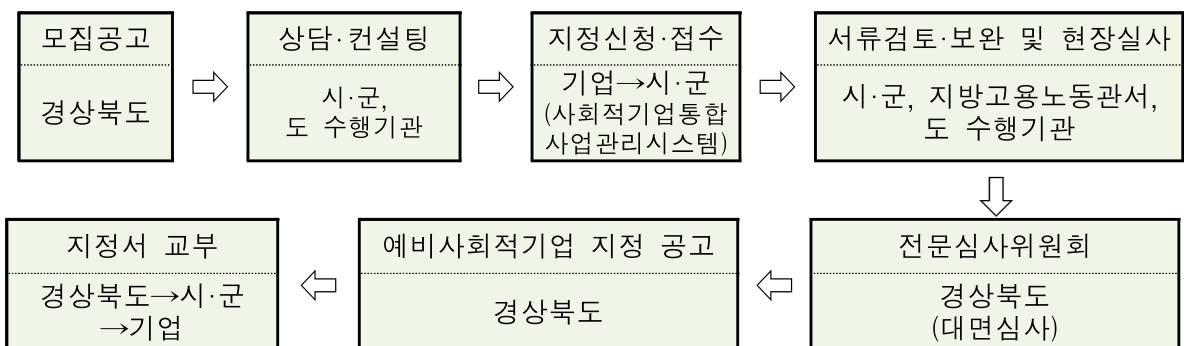 모집공고
경상북도
상담·컨설팅
시·군,
도 수행기관
지정신청·접수
기업→시·군
(사회적기업통합
사업관리시스템)
서류검토·보완 및 현장실사
시·군, 지방고용노동관서,
도 수행기관
전문심사위원회
경상북도
(대면심사)
예비사회적기업 지정 공고
경상북도
지정서 교부
경상북도→시·군
→기업